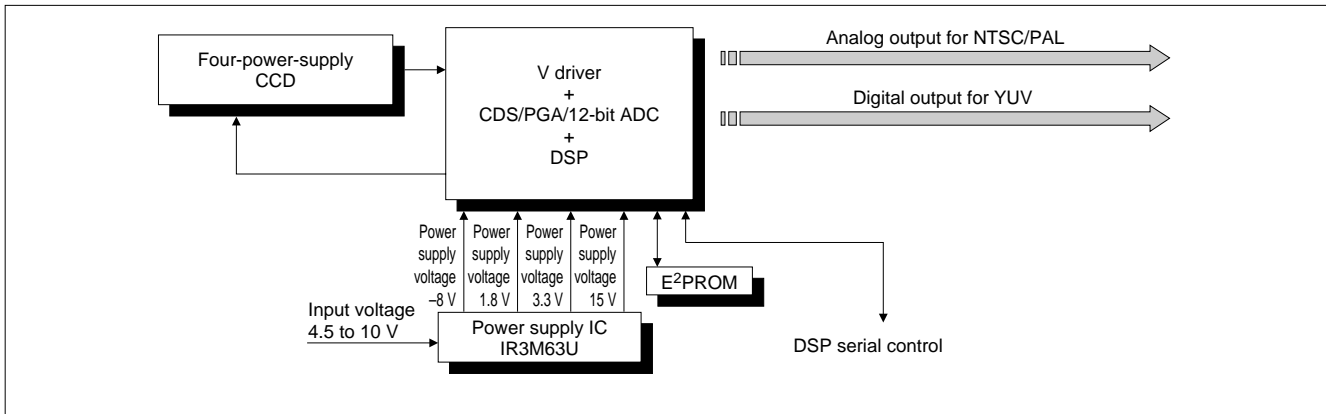 Four-power-supply
CCD
V driver
+
CDS/PGA/12-bit ADC
+
DSP
Analog output for NTSC/PAL
Digital output for YUV
Power
supply
voltage
–8 V
Power
supply
voltage
1.8 V
Power
supply
voltage
3.3 V
Power
supply
voltage
15 V
E²PROM
Input voltage
4.5 to 10 V
Power supply IC
IR3M63U
DSP serial control